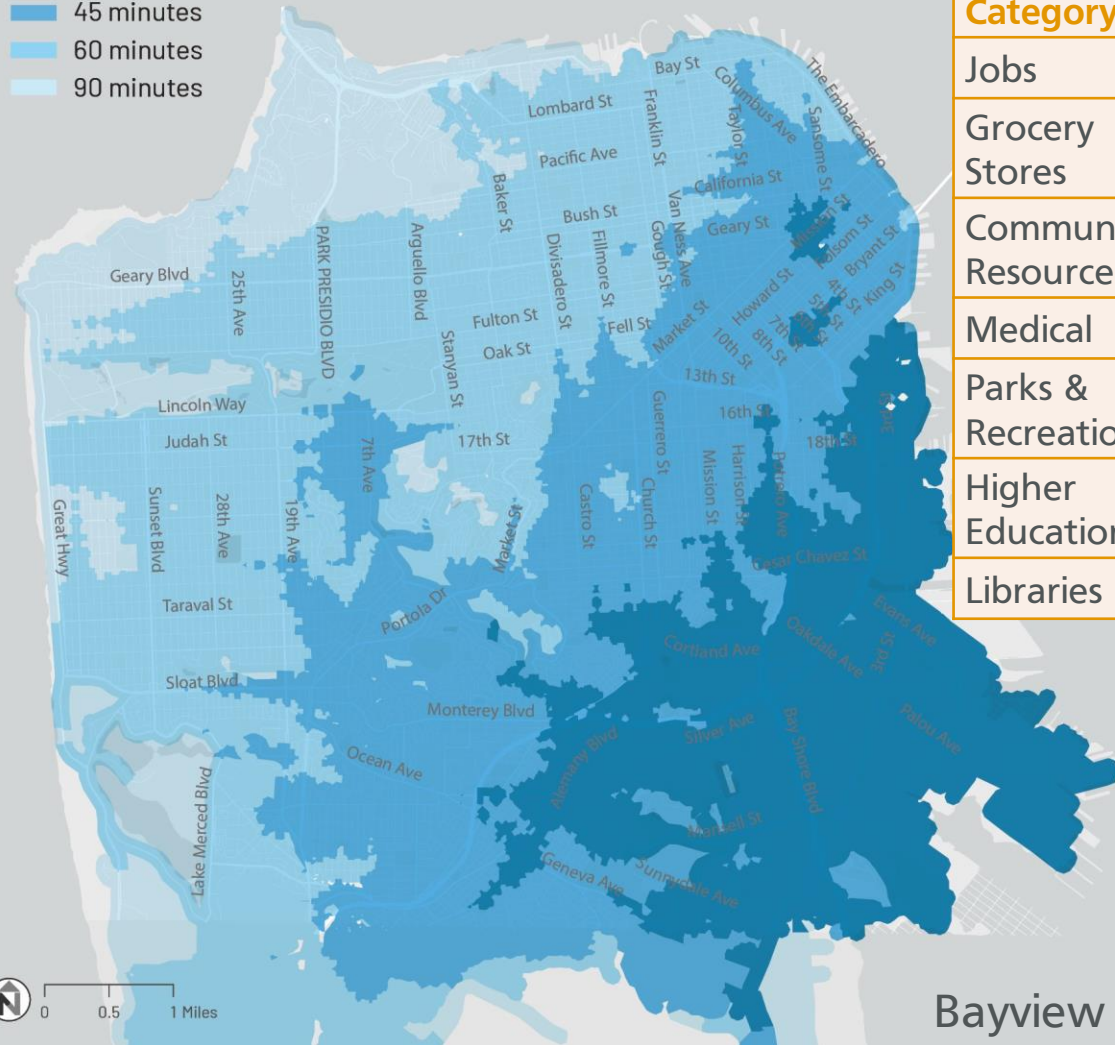 45 minutes
60 minutes
90 minutes
Category
Jobs
Grocery
Stores
Commun
Resource
Medical
Parks &
Recreatio
Higher
Education
Libraries
Bay St
Columbus Ave
The Embarcadero
Lombard St
Franklin St
Taylor St
Sansome St
Pacific Ave
Baker St
California St
Van Ness Ave
Bush St
Geary St
Mission St
Folsom St
Bryant St
PARK PRESIDIO BLVD
Arguello Blvd
Divisadero St
Fillmore St
Gough St
Geary Blvd
25th Ave
Howard St
4th St
King St
5th St
Fulton St
Fell St
Market St
7th St
8th St
10th St
Oak St
Stanyan St
13th St
Lincoln Way
Guerrero St
16th St
Judah St
7th Ave
17th St
18th St
Great Hwy
Sunset Blvd
28th Ave
19th Ave
Market St
Castro St
Church St
Mission St
Harrison St
Potrero Ave
Cesar Chavez St
Taraval St
Portola Dr
Evans Ave
Cortland Ave
Oakdale Ave
3rd St
Sloat Blvd
Monterey Blvd
Silver Ave
Bay Shore Blvd
Palou Ave
Ocean Ave
Alemany Blvd
Lake Merced Blvd
Mansell St
Geneva Ave
Sunnydale Ave
N
0 0.5 1 Miles
Bayview